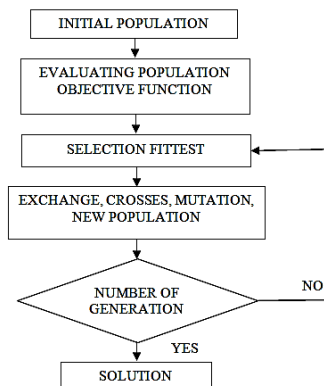 INITIAL POPULATION
EVALUATING POPULATION
OBJECTIVE FUNCTION
SELECTION FITTEST
EXCHANGE, CROSSES, MUTATION,
NEW POPULATION
NUMBER OF
GENERATION
NO
YES
SOLUTION